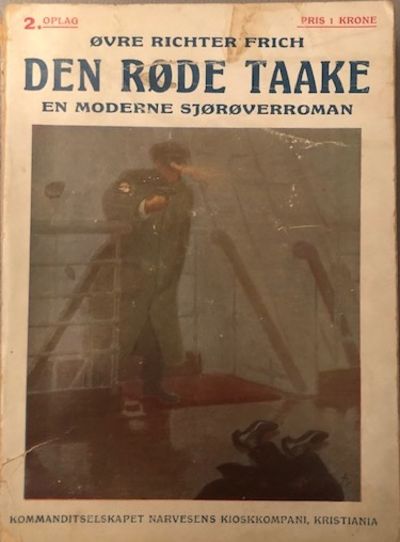 2. OPLAG
PRIS 1 KRONE
ØVRE RICHTER FRICH
DEN RØDE TAAKE
EN MODERNE SJØRØVERROMAN
KOMMANDITSELSKAPET NARVESENS KIOSKKOMPANI, KRISTIANIA